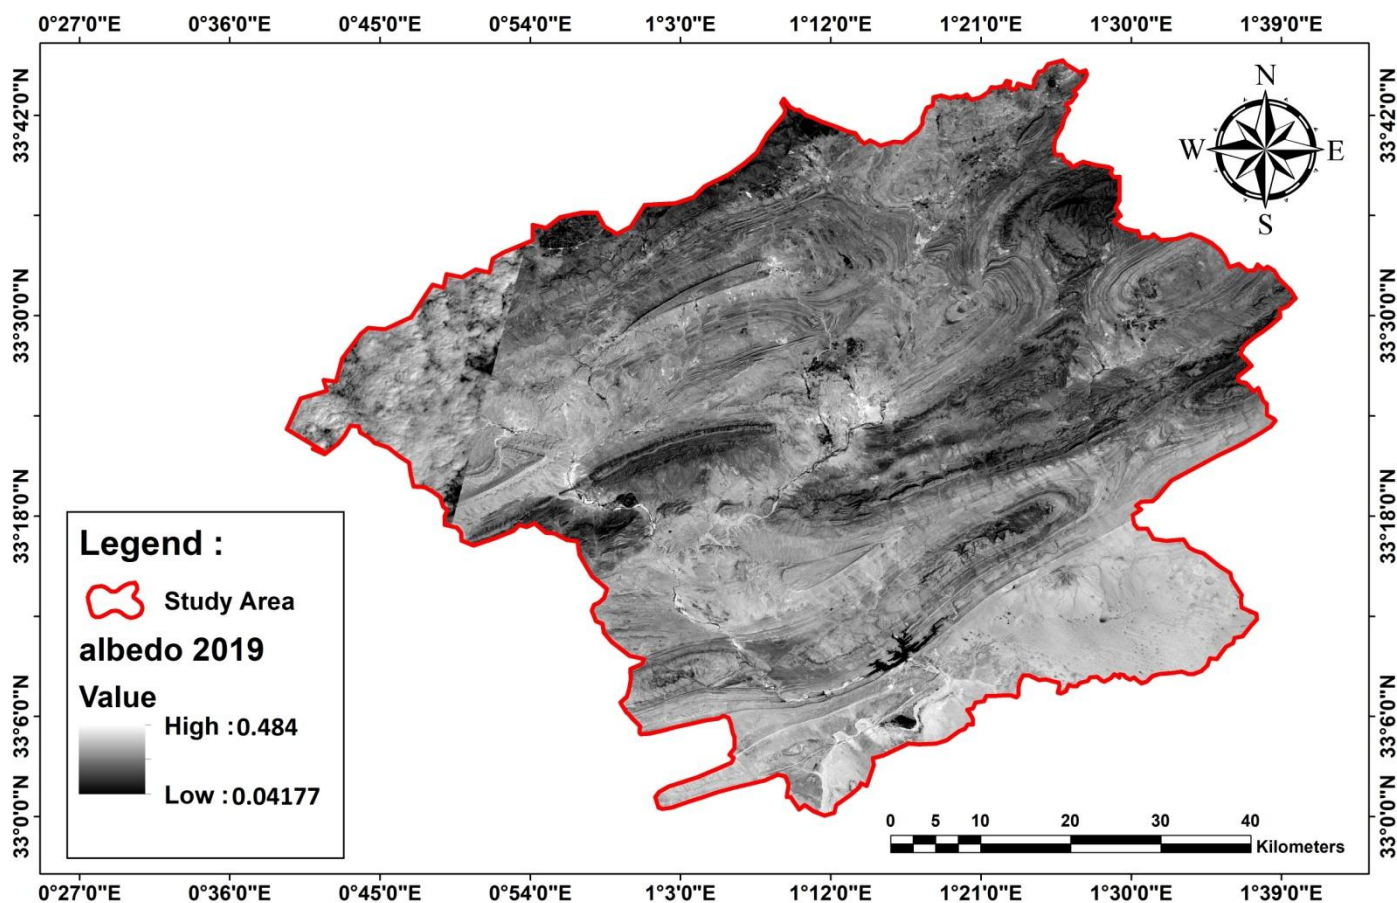 0°27'0"E 0°36'0"E 0°45'0"E 0°54'0"E 1°3'0"E 1°12'0"E 1°21'0"E 1°30'0"E 1°39'0"E
33°42'0"N 33°42'0"N
N
W E
S
33°30'0"N 33°30'0"N
33°18'0"N 33°18'0"N
Legend :
Study Area
albedo 2019
Value
High : 0.484
Low : 0.04177
33°6'0"N 33°6'0"N
33°0'0"N 33°0'0"N
0 5 10 20 30 40
Kilometers
0°27'0"E 0°36'0"E 0°45'0"E 0°54'0"E 1°3'0"E 1°12'0"E 1°21'0"E 1°30'0"E 1°39'0"E